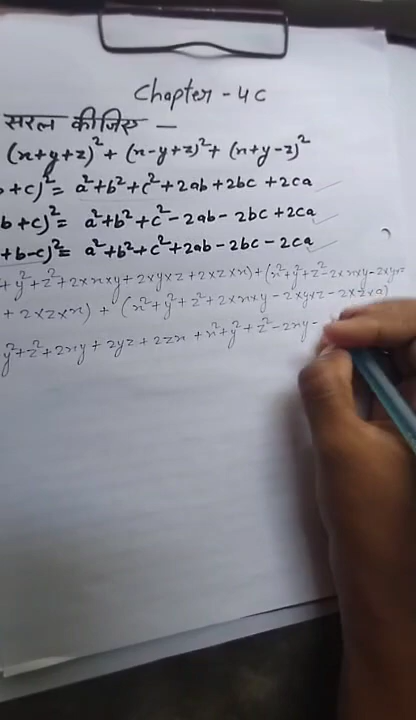 Chapter - 4C
सरल कीजिए —
(x+y+z)² + (x-y+z)² + (x+y-z)²
+c)² = a²+b²+c²+2ab+2bc+2ca
b+c)² = a²+b²+c²-2ab-2bc+2ca
+b-c)² = a²+b²+c²+2ab-2bc-2ca
+y²+z²+2×x×y+2×y×z+2×z×x)+(x²+y²+z²-2×x×y-2×y×z
+2×z×x) + (x²+y²+z²+2×x×y-2×y×z-2×z×x)
y²+z²+2xy+2yz+2zx+x²+y²+z²-2xy-